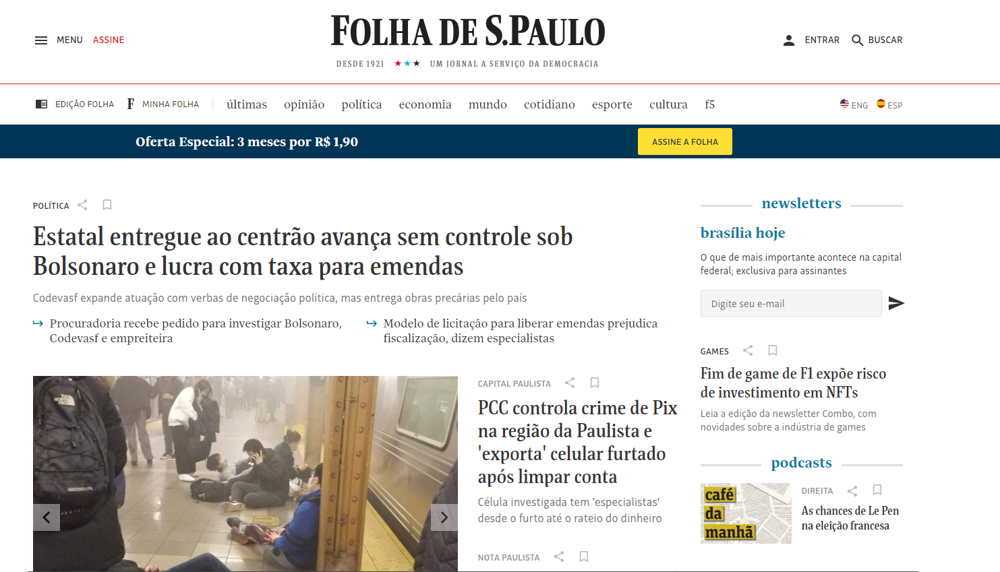 MENU ASSINE
FOLHA DE S.PAULO
DESDE 1921 ★★★ UM JORNAL A SERVIÇO DA DEMOCRACIA
ENTRAR BUSCAR
EDIÇÃO FOLHA F MINHA FOLHA últimas opinião política economia mundo cotidiano esporte cultura f5 ENG ESP
Oferta Especial: 3 meses por R$ 1,90 ASSINE A FOLHA
POLÍTICA
Estatal entregue ao centrão avança sem controle sob
Bolsonaro e lucra com taxa para emendas
Codevasf expande atuação com verbas de negociação política, mas entrega obras precárias pelo país
Procuradoria recebe pedido para investigar Bolsonaro,
Codevasf e empreiteira
Modelo de licitação para liberar emendas prejudica
fiscalização, dizem especialistas
THE
NORTH
FACE
CAPITAL PAULISTA
PCC controla crime de Pix
na região da Paulista e
'exporta' celular furtado
após limpar conta
Célula investigada tem 'especialistas'
desde o furto até o rateio do dinheiro
NOTA PAULISTA
newsletters
brasília hoje
O que de mais importante acontece na capital
federal; exclusiva para assinantes
Digite seu e-mail
GAMES
Fim de game de F1 expõe risco
de investimento em NFTs
Leia a edição da newsletter Combo, com
novidades sobre a indústria de games
podcasts
café
da
manhã
DIREITA
As chances de Le Pen
na eleição francesa